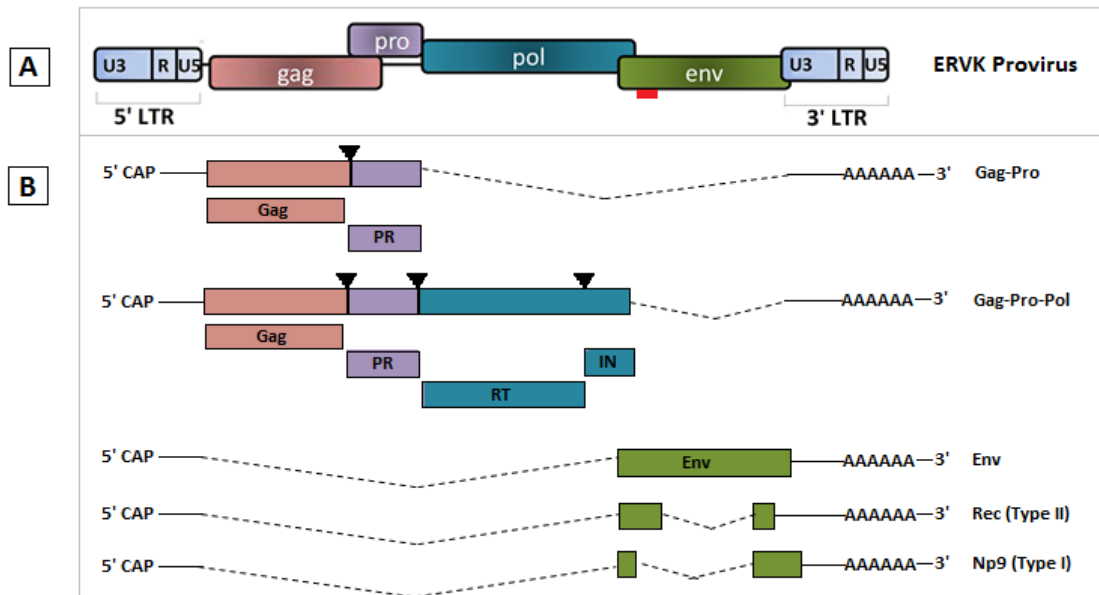 A
U3 R U5 gag pro pol env U3 R U5 ERVK Provirus
5' LTR 3' LTR
B
5' CAP AAAAAA 3' Gag-Pro
Gag
PR
5' CAP AAAAAA 3' Gag-Pro-Pol
Gag
PR IN
RT
5' CAP Env AAAAAA 3' Env
5' CAP AAAAAA 3' Rec (Type II)
5' CAP AAAAAA 3' Np9 (Type I)